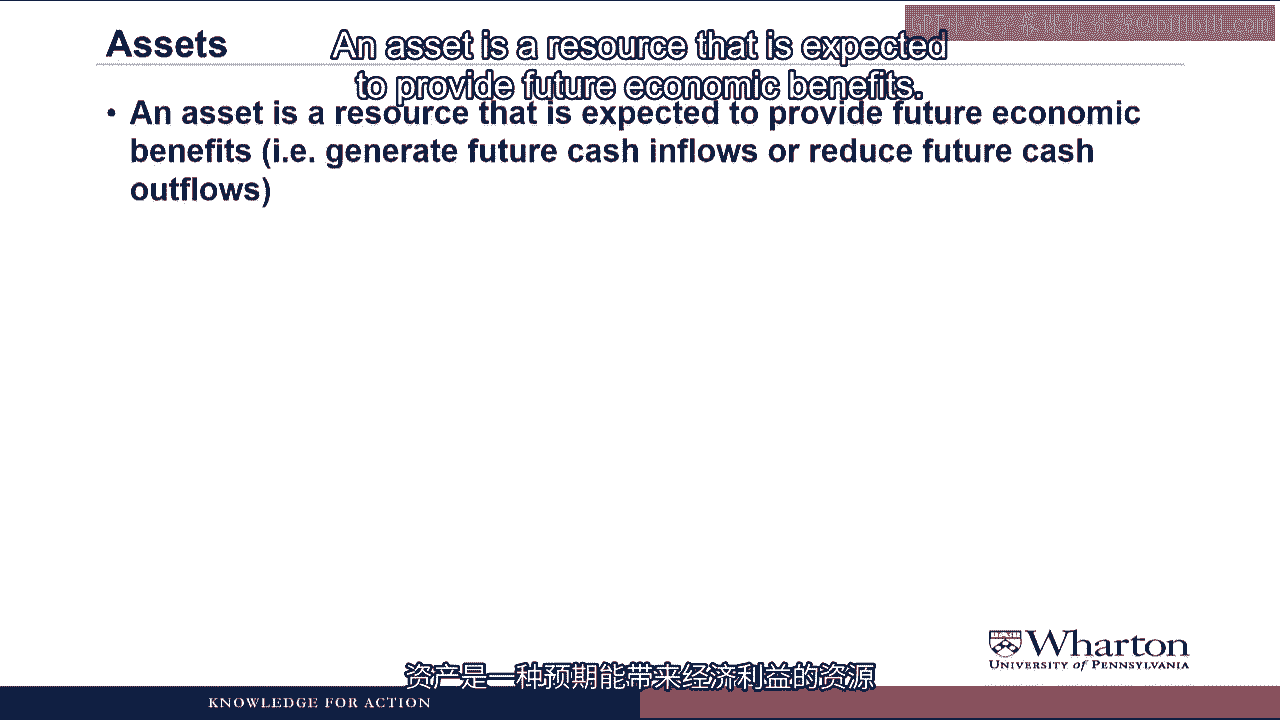 Assets
An asset is a resource that is expected
to provide future economic benefits.
• An asset is a resource that is expected to provide future economic
benefits (i.e. generate future cash inflows or reduce future cash
outflows)
Wharton
UNIVERSITY of PENNSYLVANIA
资产是一种预期能带来经济利益的资源
KNOWLEDGE FOR ACTION